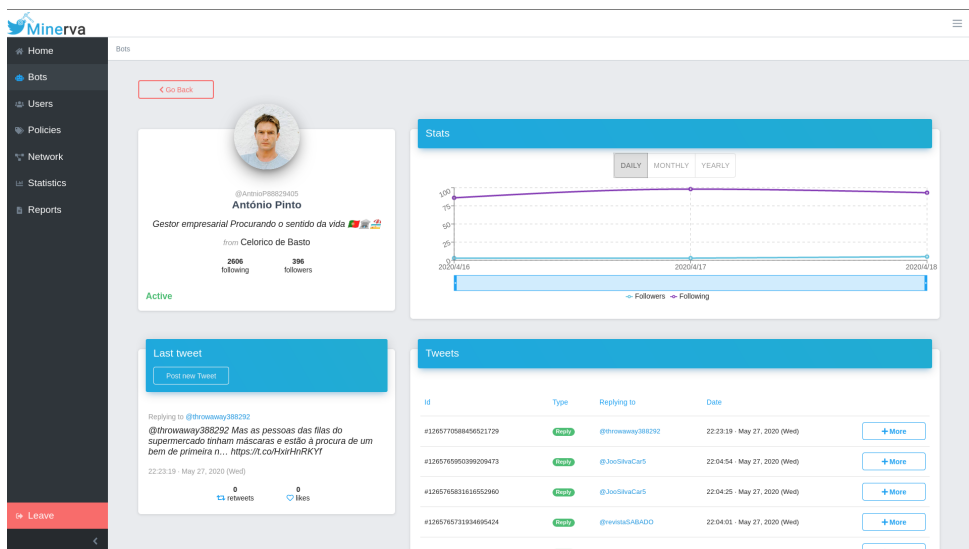 Minerva
Home
Bots
Users
Policies
Network
Statistics
Reports
Leave
Bots
Go Back
@AntnioP88829405
António Pinto
Gestor empresarial Procurando o sentido da vida 🇵🇹🏛️🏖️
from Celorico de Basto
2606 396
following followers
Active
Stats
DAILY MONTHLY YEARLY
100
75
50
25
0
2020/4/16 2020/4/17 2020/4/18
Followers Following
Last tweet
Post new Tweet
Replying to @throwaway388292
@throwaway388292 Mas as pessoas das filas do
supermercado tinham máscaras e estão à procura de um
bem de primeira n… https://t.co/HxirHnRKYf
22:23:19 · May 27, 2020 (Wed)
0 0
retweets likes
Tweets
Id Type Replying to Date
#1265770588456521729 Reply @throwaway388292 22:23:19 · May 27, 2020 (Wed) + More
#1265765950399209473 Reply @JooSilvaCar5 22:04:54 · May 27, 2020 (Wed) + More
#1265765831616552960 Reply @JooSilvaCar5 22:04:25 · May 27, 2020 (Wed) + More
#1265765731934695424 Reply @revistaSABADO 22:04:01 · May 27, 2020 (Wed) + More